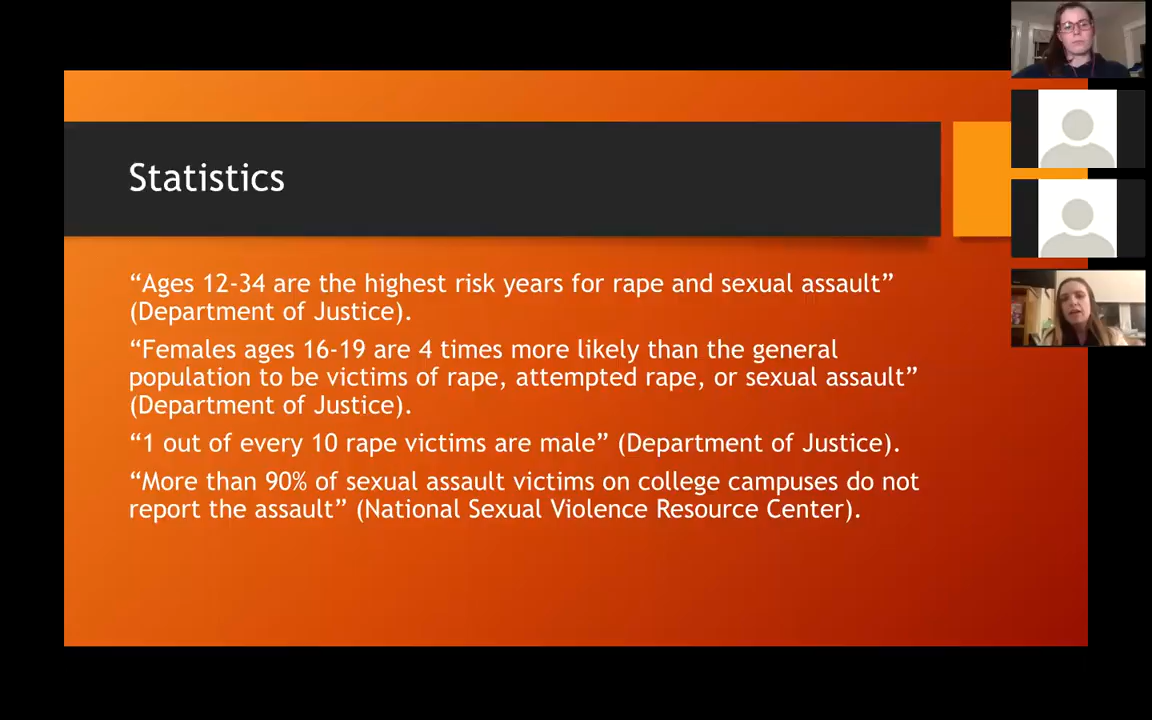 Statistics
“Ages 12-34 are the highest risk years for rape and sexual assault”
(Department of Justice).
“Females ages 16-19 are 4 times more likely than the general
population to be victims of rape, attempted rape, or sexual assault”
(Department of Justice).
“1 out of every 10 rape victims are male” (Department of Justice).
“More than 90% of sexual assault victims on college campuses do not
report the assault” (National Sexual Violence Resource Center).